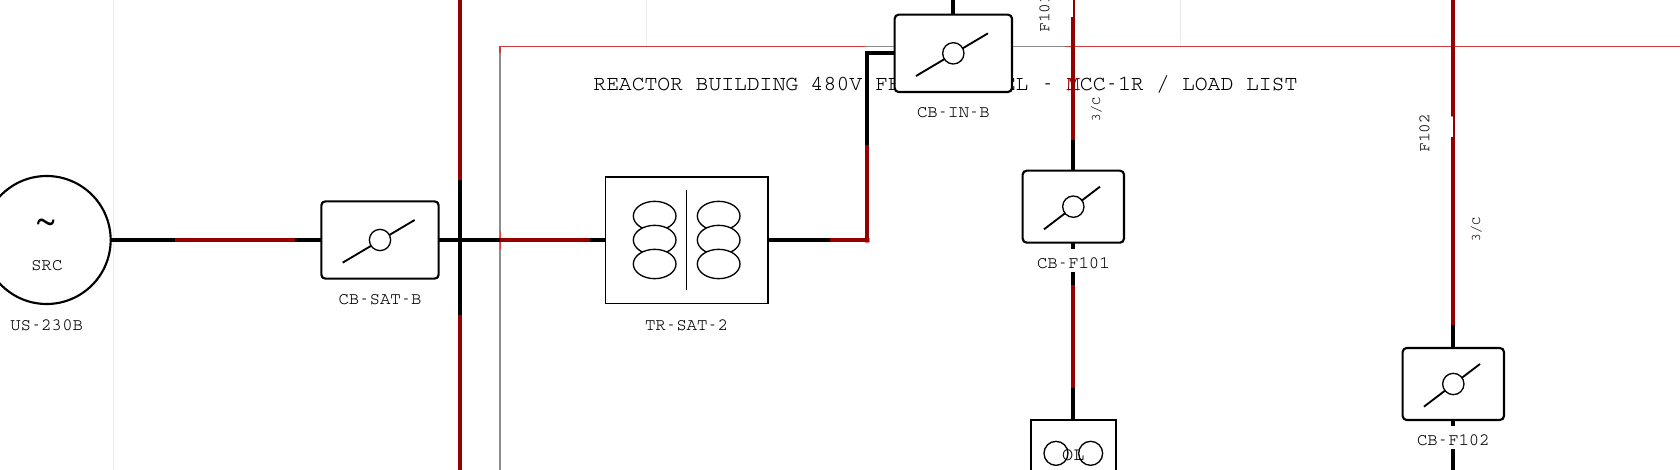 F101
REACTOR BUILDING 480V
- MCC-1R / LOAD LIST
CB-IN-B
3/C
F102
CB-F101
3/C
~
SRC
US-230B
CB-SAT-B
TR-SAT-2
CB-F102
OL